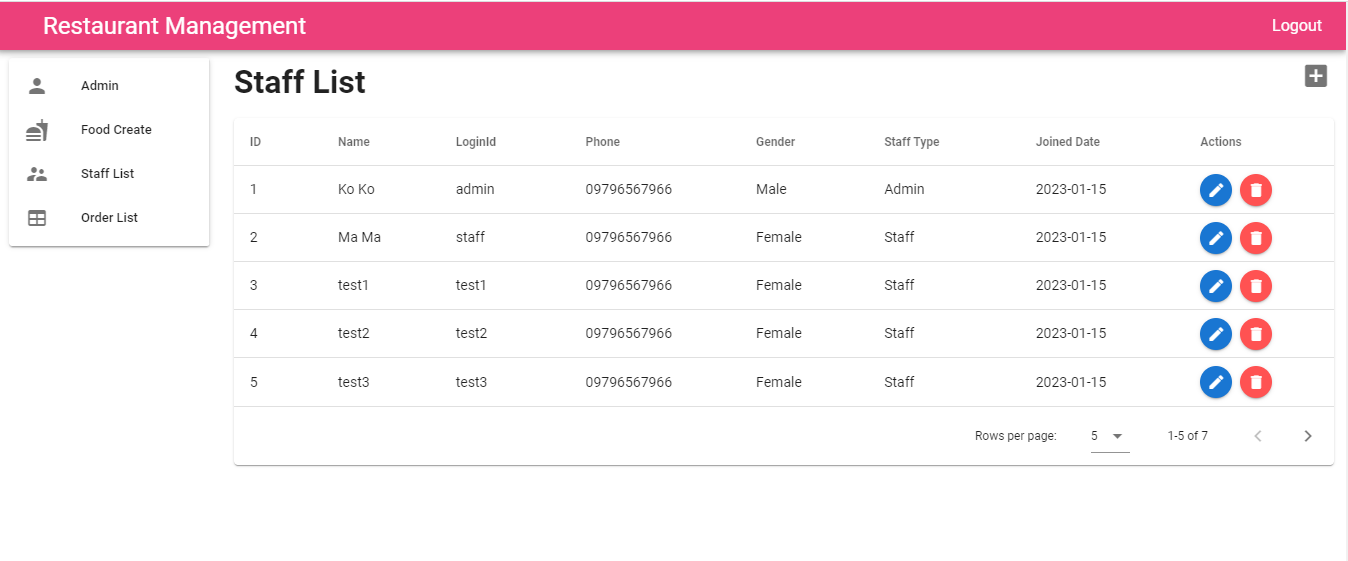 Restaurant Management Logout
Admin
Food Create
Staff List
Order List
Staff List
ID Name LoginId Phone Gender Staff Type Joined Date Actions
1 Ko Ko admin 09796567966 Male Admin 2023-01-15
2 Ma Ma staff 09796567966 Female Staff 2023-01-15
3 test1 test1 09796567966 Female Staff 2023-01-15
4 test2 test2 09796567966 Female Staff 2023-01-15
5 test3 test3 09796567966 Female Staff 2023-01-15
Rows per page: 5 1-5 of 7